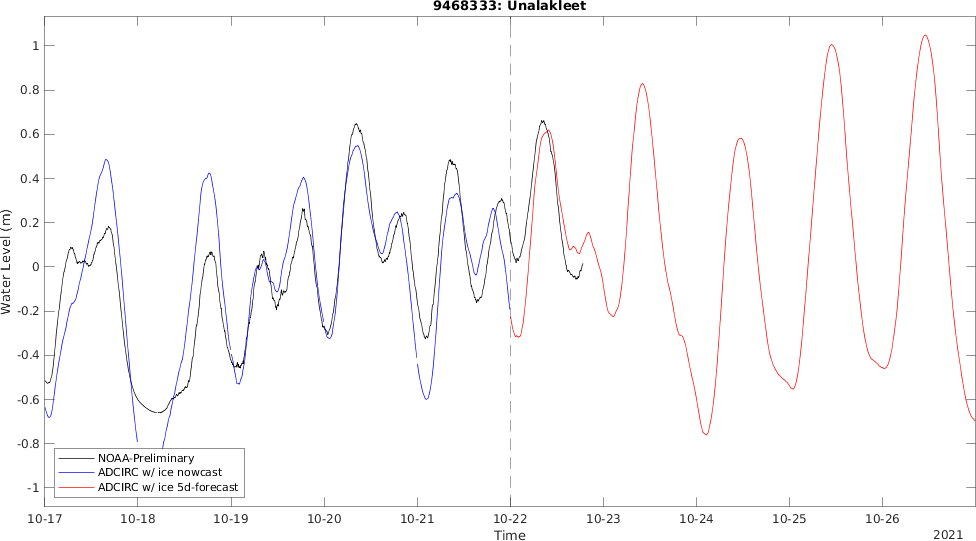 9468333: Unalakleet
Water Level (m)
1
0.8
0.6
0.4
0.2
0
-0.2
-0.4
-0.6
-0.8
-1
NOAA-Preliminary
ADCIRC w/ ice nowcast
ADCIRC w/ ice 5d-forecast
10-17 10-18 10-19 10-20 10-21 10-22 10-23 10-24 10-25 10-26
Time
2021